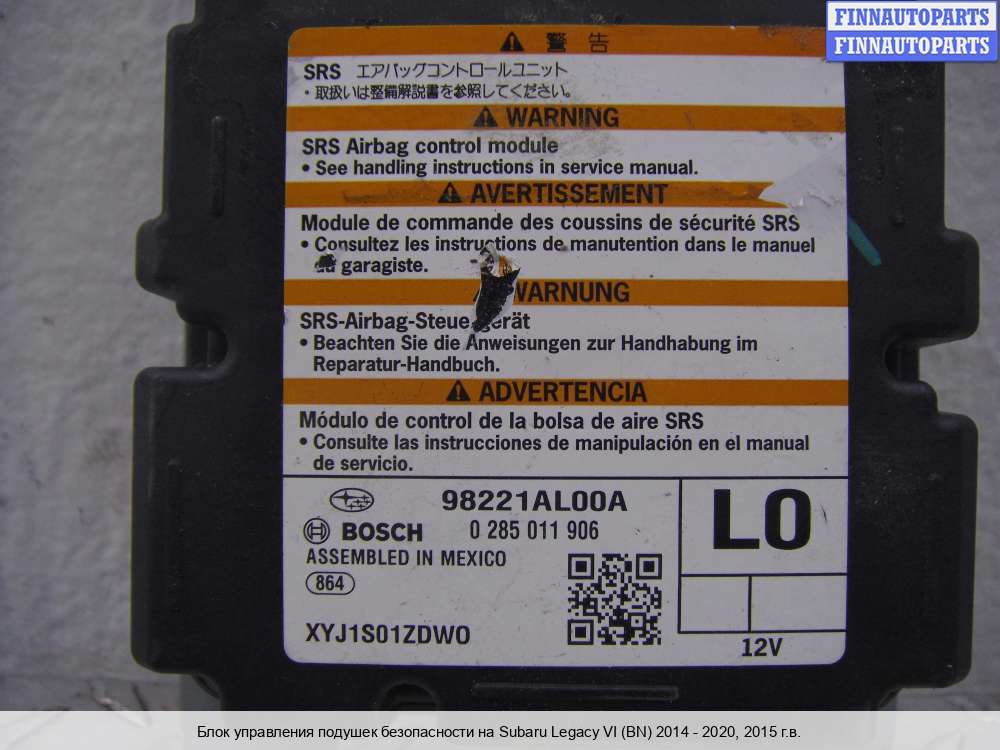 FINNAUTOPARTS
FINNAUTOPARTS
警告
SRS エアバッグコントロールユニット
・取扱いは整備解説書を参照してください。
WARNING
SRS Airbag control module
• See handling instructions in service manual.
AVERTISSEMENT
Module de commande des coussins de sécurité SRS
• Consultez les instructions de manutention dans le manuel
garagiste.
WARNUNG
SRS-Airbag-Steuergerät
• Beachten Sie die Anweisungen zur Handhabung im
Reparatur-Handbuch.
ADVERTENCIA
Módulo de control de la bolsa de aire SRS
• Consulte las instrucciones de manipulación en el manual
de servicio.
98221AL00A
L0
BOSCH 0 285 011 906
ASSEMBLED IN MEXICO
864
XYJ1S01ZDW0
12V
Блок управления подушек безопасности на Subaru Legacy VI (BN) 2014 - 2020, 2015 г.в.